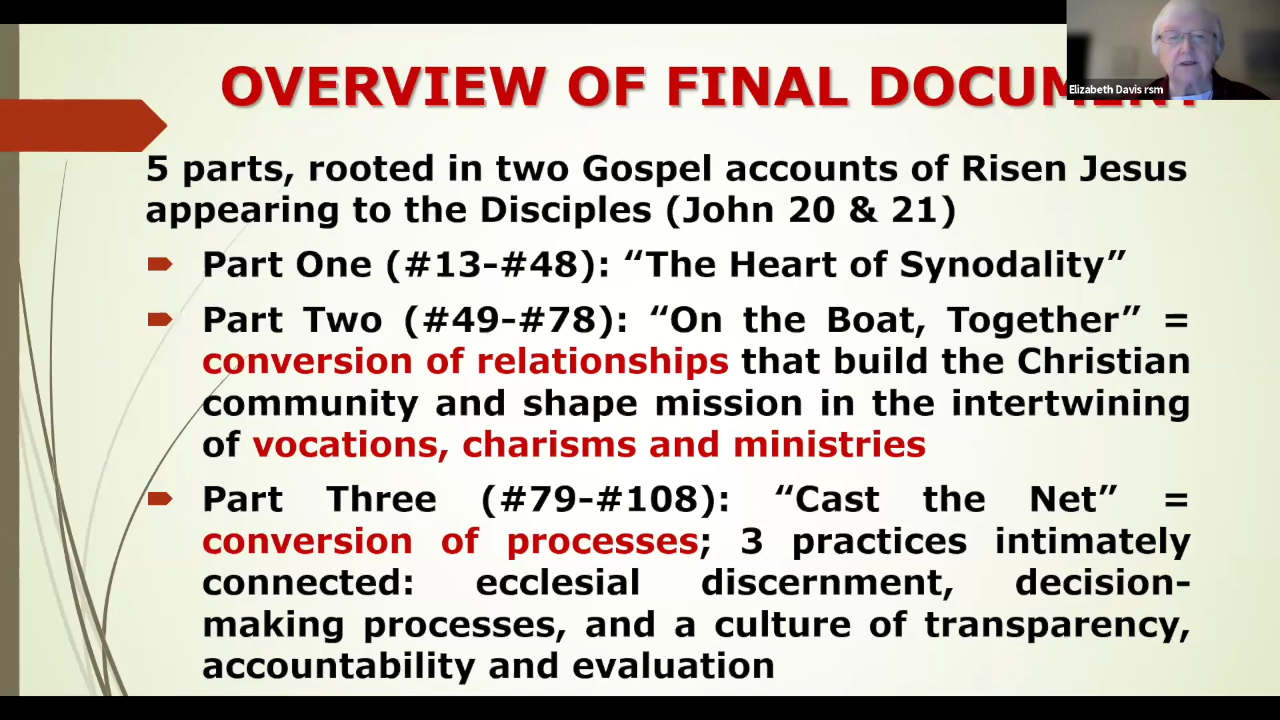 OVERVIEW OF FINAL DOCUMENT
Elizabeth Davis rsm
5 parts, rooted in two Gospel accounts of Risen Jesus
appearing to the Disciples (John 20 & 21)
Part One (#13-#48): “The Heart of Synodality”
Part Two (#49-#78): “On the Boat, Together” =
conversion of relationships that build the Christian
community and shape mission in the intertwining
of vocations, charisms and ministries
Part Three (#79-#108): “Cast the Net” =
conversion of processes; 3 practices intimately
connected: ecclesial discernment, decision-
making processes, and a culture of transparency,
accountability and evaluation